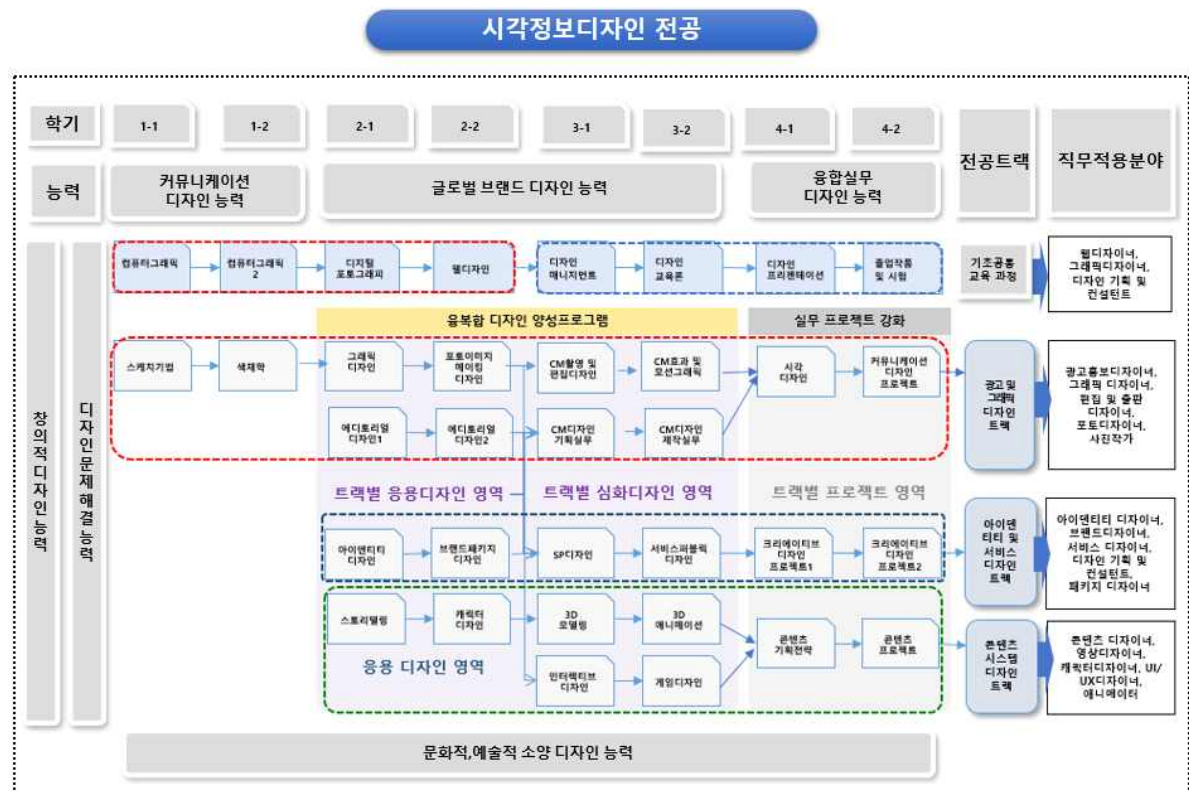 시각정보디자인 전공
학기
1-1
1-2
2-1
2-2
3-1
3-2
4-1
4-2
전공트랙
직무적용분야
능력
커뮤니케이션
디자인 능력
글로벌 브랜드 디자인 능력
융합실무
디자인 능력
창의적디자인능력
디자인문제해결능력
컴퓨터그래픽
컴퓨터그래픽
2
디지털
포토그래피
웹디자인
디자인
매니지먼트
디자인
교육론
디자인
프리젠테이션
졸업작품
및 시험
기초공통
교육 과정
웹디자이너,
그래픽디자이너,
디자인 기획 및
컨설턴트
융복합 디자인 양성프로그램
실무 프로젝트 강화
스케치기법
색채학
그래픽
디자인
포토이미지
메이킹
디자인
CM촬영 및
편집디자인
CM효과 및
모션그래픽
시각
디자인
커뮤니케이션
디자인
프로젝트
광고 및
그래픽
디자인
트랙
광고홍보디자이너,
그래픽 디자이너,
편집 및 출판
디자이너,
포토디자이너,
사진작가
에디토리얼
디자인1
에디토리얼
디자인2
CM디자인
기획실무
CM디자인
제작실무
트랙별 응용디자인 영역
트랙별 심화디자인 영역
트랙별 프로젝트 영역
아이덴티티
디자인
브랜드패키지
디자인
SP디자인
서비스퍼블릭
디자인
크리에이티브
디자인
프로젝트1
크리에이티브
디자인
프로젝트2
아이덴
티티 및
서비스
디자인
트랙
아이덴티티 디자이너,
브랜드디자이너,
서비스 디자이너,
디자인 기획 및
컨설턴트,
패키지 디자이너
스토리텔링
캐릭터
디자인
3D
모델링
3D
애니메이션
콘텐츠
기획전략
콘텐츠
프로젝트
콘텐츠
시스템
디자인
트랙
콘텐츠 디자이너,
영상디자이너,
캐릭터디자이너, UI/
UX디자이너,
애니메이터
응용 디자인 영역
인터랙티브
디자인
게임디자인
문화적,예술적 소양 디자인 능력